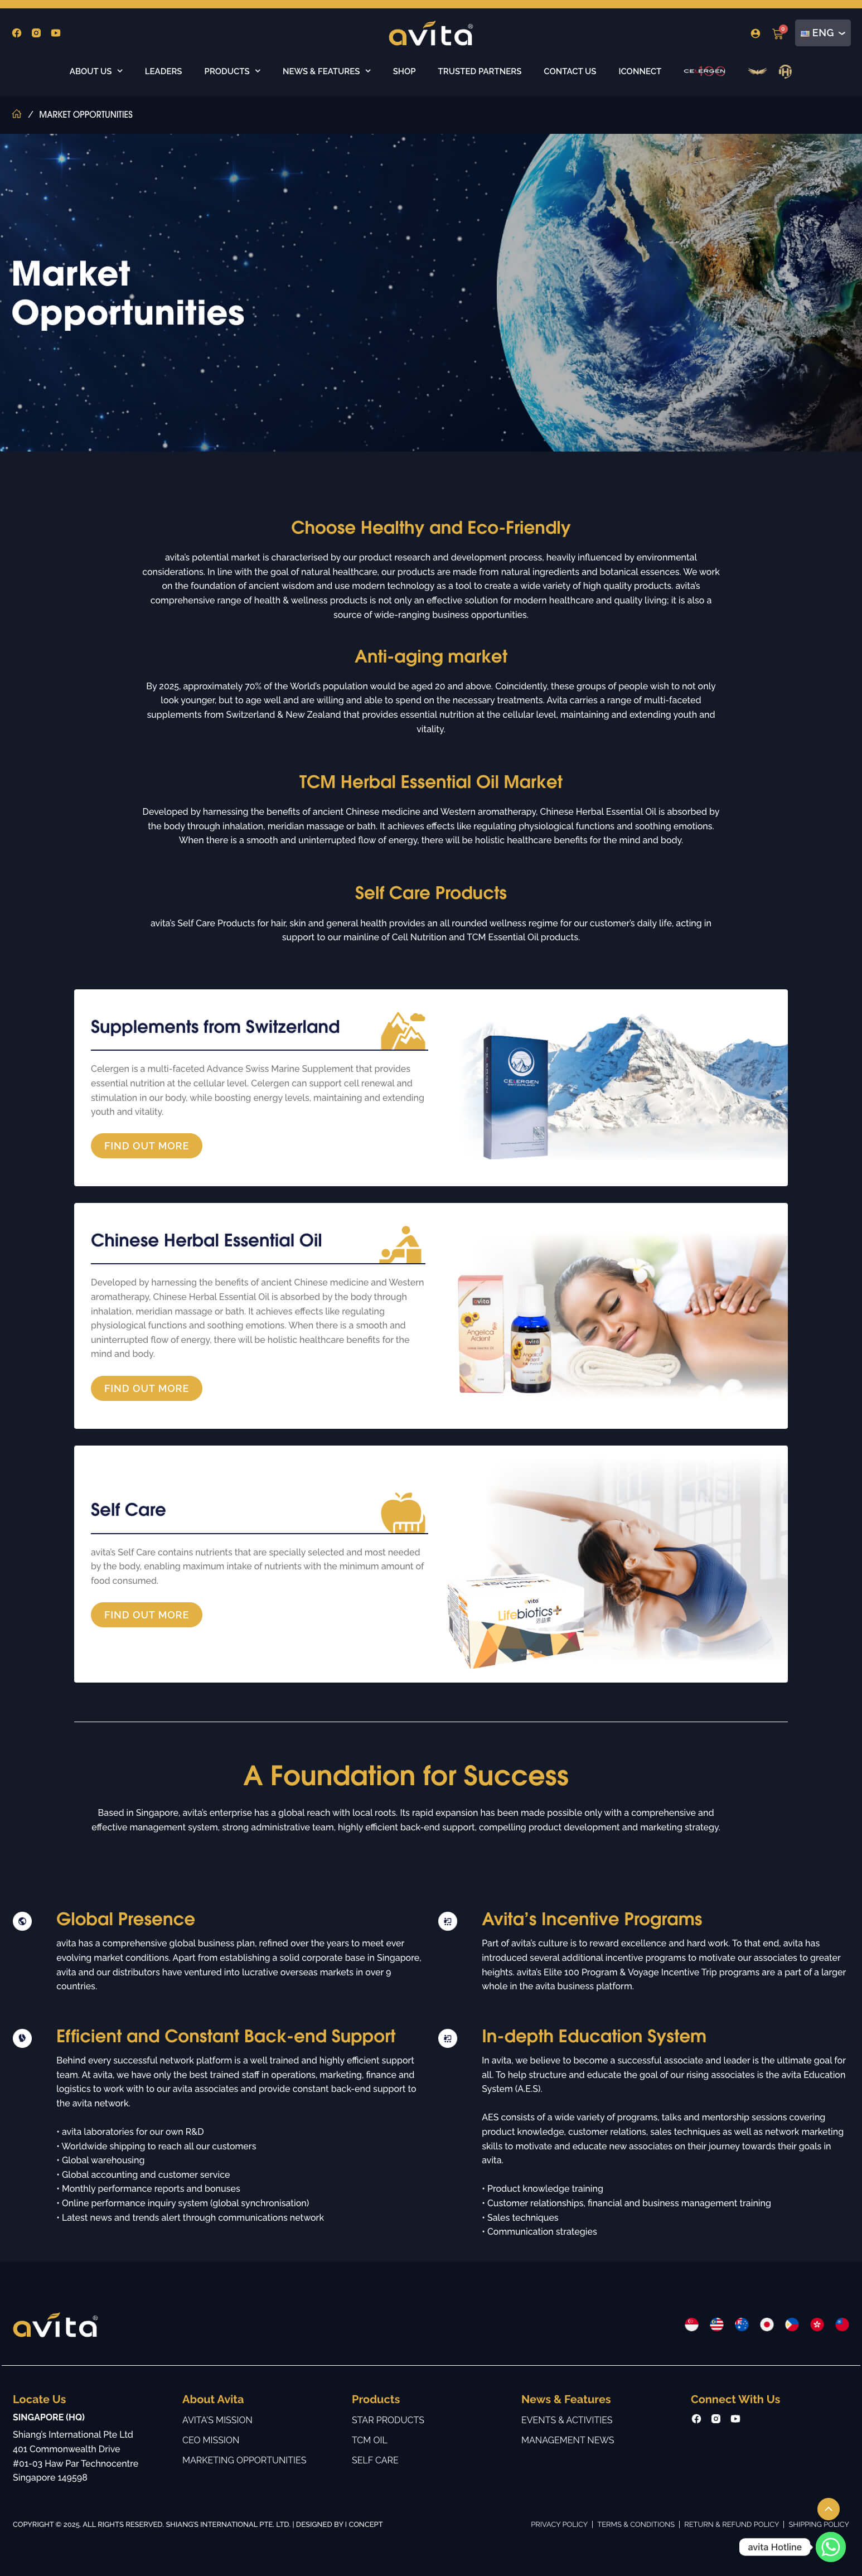 avita®
0
ENG
ABOUT US
LEADERS
PRODUCTS
NEWS & FEATURES
SHOP
TRUSTED PARTNERS
CONTACT US
ICONNECT
/ MARKET OPPORTUNITIES
Market
Opportunities
Choose Healthy and Eco-Friendly
avita's potential market is characterised by our product research and development process, heavily influenced by environmental
considerations. In line with the goal of natural healthcare, our products are made from natural ingredients and botanical essences. We work
on the foundation of ancient wisdom and use modern technology as a tool to create a wide variety of high quality products. avita's
comprehensive range of health & wellness products is not only an effective solution for modern healthcare and quality living; it is also a
source of wide-ranging business opportunities.
Anti-aging market
By 2025, approximately 70% of the World's population would be aged 20 and above. Coincidently, these groups of people wish to not only
look younger, but to age well and are willing and able to spend on the necessary treatments. Avita carries a range of multi-faceted
supplements from Switzerland & New Zealand that provides essential nutrition at the cellular level, maintaining and extending youth and
vitality.
TCM Herbal Essential Oil Market
Developed by harnessing the benefits of ancient Chinese medicine and Western aromatherapy, Chinese Herbal Essential Oil is absorbed by
the body through inhalation, meridian massage or bath. It achieves effects like regulating physiological functions and soothing emotions.
When there is a smooth and uninterrupted flow of energy, there will be holistic healthcare benefits for the mind and body.
Self Care Products
avita's Self Care Products for hair, skin and general health provides an all rounded wellness regime for our customer's daily life, acting in
support to our mainline of Cell Nutrition and TCM Essential Oil products.
Supplements from Switzerland
Celergen is a multi-faceted Advance Swiss Marine Supplement that provides
essential nutrition at the cellular level. Celergen can support cell renewal and
stimulation in our body, while boosting energy levels, maintaining and extending
youth and vitality.
FIND OUT MORE
CELERGEN
Chinese Herbal Essential Oil
Developed by harnessing the benefits of ancient Chinese medicine and Western
aromatherapy, Chinese Herbal Essential Oil is absorbed by the body through
inhalation, meridian massage or bath. It achieves effects like regulating
physiological functions and soothing emotions. When there is a smooth and
uninterrupted flow of energy, there will be holistic healthcare benefits for the
mind and body.
FIND OUT MORE
avita
Angelica
Ardent
Self Care
avita's Self Care contains nutrients that are specially selected and most needed
by the body, enabling maximum intake of nutrients with the minimum amount of
food consumed.
FIND OUT MORE
avita
Lifebiotics+
A Foundation for Success
Based in Singapore, avita's enterprise has a global reach with local roots. Its rapid expansion has been made possible only with a comprehensive and
effective management system, strong administrative team, highly efficient back-end support, compelling product development and marketing strategy.
Global Presence
avita has a comprehensive global business plan, refined over the years to meet ever
evolving market conditions. Apart from establishing a solid corporate base in Singapore,
avita and our distributors have ventured into lucrative overseas markets in over 9
countries.
Avita's Incentive Programs
Part of avita's culture is to reward excellence and hard work. To that end, avita has
introduced several additional incentive programs to motivate our associates to greater
heights. avita's Elite 100 Program & Voyage Incentive Trip programs are a part of a larger
whole in the avita business platform.
Efficient and Constant Back-end Support
Behind every successful network platform is a well trained and highly efficient support
team. At avita, we have only the best trained staff in operations, marketing, finance and
logistics to work with to our avita associates and provide constant back-end support to
the avita network.
• avita laboratories for our own R&D
• Worldwide shipping to reach all our customers
• Global warehousing
• Global accounting and customer service
• Monthly performance reports and bonuses
• Online performance inquiry system (global synchronisation)
• Latest news and trends alert through communications network
In-depth Education System
In avita, we believe to become a successful associate and leader is the ultimate goal for
all. To help structure and educate the goal of our rising associates is the avita Education
System (A.E.S).
AES consists of a wide variety of programs, talks and mentorship sessions covering
product knowledge, customer relations, sales techniques as well as network marketing
skills to motivate and educate new associates on their journey towards their goals in
avita.
• Product knowledge training
• Customer relationships, financial and business management training
• Sales techniques
• Communication strategies
avita®
Locate Us
SINGAPORE (HQ)
Shiang's International Pte Ltd
401 Commonwealth Drive
#01-03 Haw Par Technocentre
Singapore 149598
About Avita
AVITA'S MISSION
CEO MISSION
MARKETING OPPORTUNITIES
Products
STAR PRODUCTS
TCM OIL
SELF CARE
News & Features
EVENTS & ACTIVITIES
MANAGEMENT NEWS
Connect With Us
COPYRIGHT © 2025. ALL RIGHTS RESERVED. SHIANG'S INTERNATIONAL PTE. LTD. | DESIGNED BY I CONCEPT
PRIVACY POLICY | TERMS & CONDITIONS | RETURN & REFUND POLICY | SHIPPING POLICY
avita Hotline